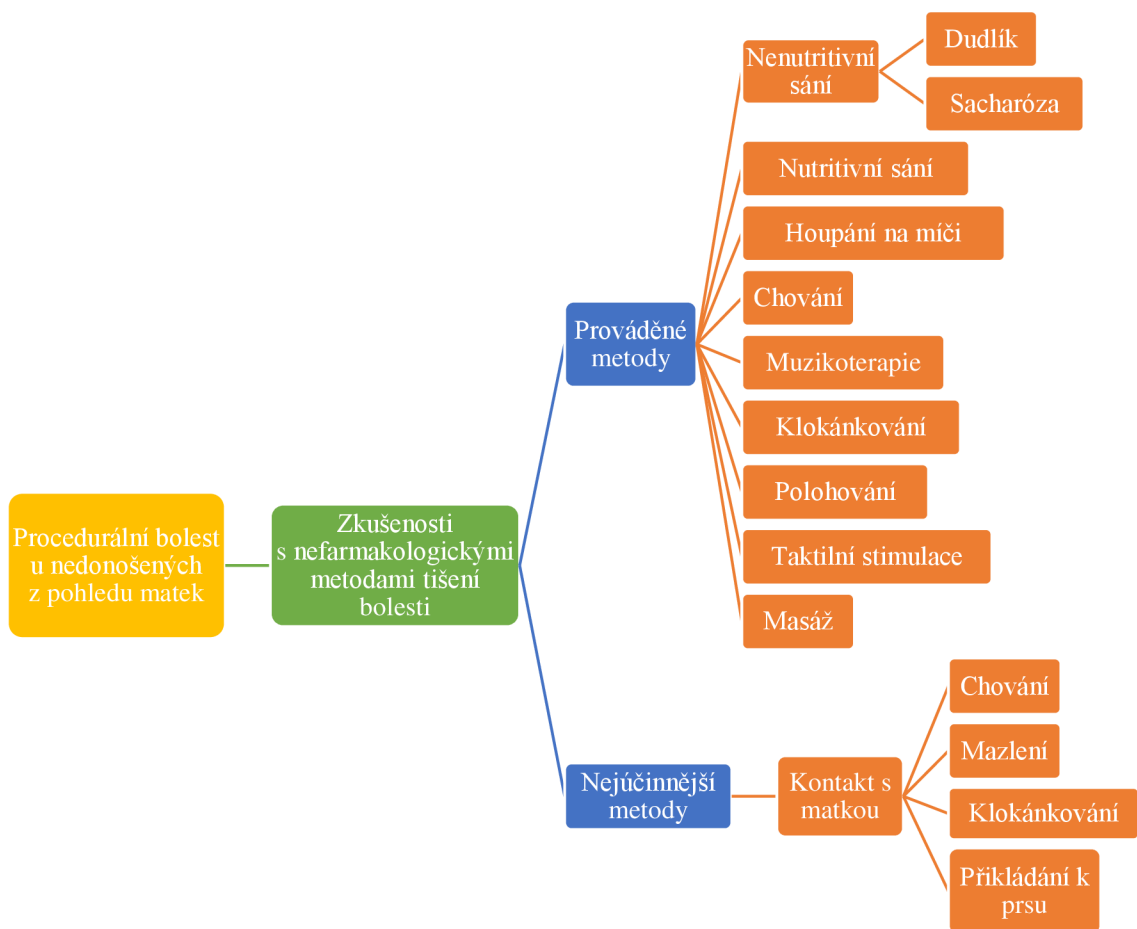 Procedurální bolest
u nedonošených
z pohledu matek
Zkušenosti
s nefarmakologickými
metodami tišení
bolesti
Prováděné
metody
Nenutritivní
sání
Dudlík
Sacharóza
Nutritivní sání
Houpání na míči
Chování
Muzikoterapie
Klokánkování
Polohování
Taktilní stimulace
Masáž
Nejúčinnější
metody
Kontakt s
matkou
Chování
Mazlení
Klokánkování
Přikládání k
prsu